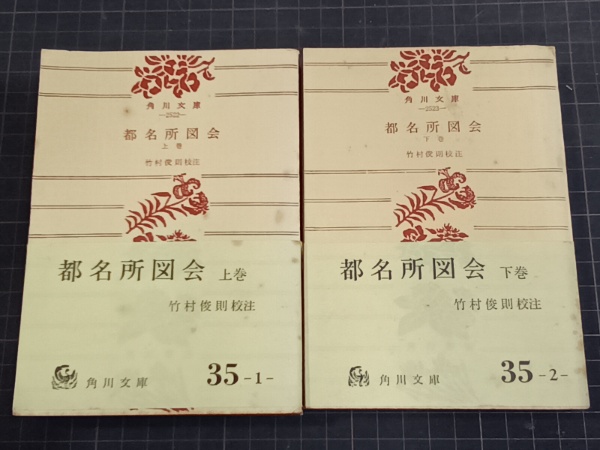 角川文庫
—2522—
都名所図会
上巻
竹村俊則校注
都名所図会 上巻
竹村俊則校注
角川文庫 35-1-
角川文庫
—2523—
都名所図会
下巻
竹村俊則校注
都名所図会 下巻
竹村俊則校注
角川文庫 35-2-